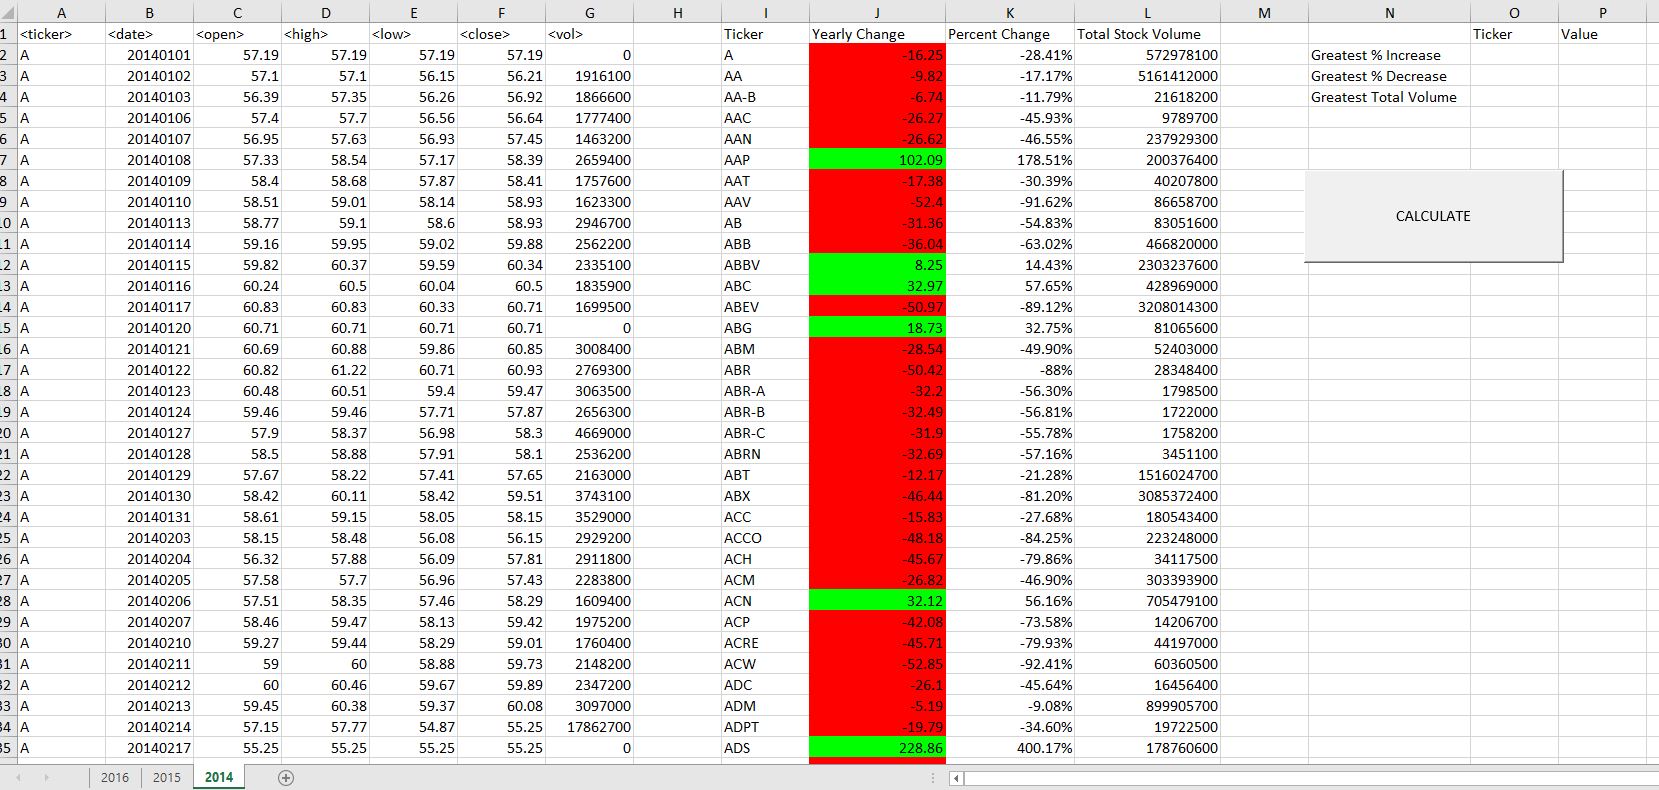 A B C D E F G H I J K L M N O P
1 <ticker> <date> <open> <high> <low> <close> <vol> Ticker Yearly Change Percent Change Total Stock Volume Ticker Value
2 A 20140101 57.19 57.19 57.19 57.19 0 A -16.25 -28.41% 572978100 Greatest % Increase
3 A 20140102 57.1 57.1 56.15 56.21 1916100 AA -9.82 -17.17% 5161412000 Greatest % Decrease
4 A 20140103 56.39 57.35 56.26 56.92 1866600 AA-B -6.74 -11.79% 21618200 Greatest Total Volume
5 A 20140106 57.4 57.7 56.56 56.64 1777400 AAC -26.27 -45.93% 9789700
6 A 20140107 56.95 57.63 56.93 57.45 1463200 AAN -26.62 -46.55% 237929300
7 A 20140108 57.33 58.54 57.17 58.39 2659400 AAP 102.09 178.51% 200376400
8 A 20140109 58.4 58.68 57.87 58.41 1757600 AAT -17.38 -30.39% 40207800
9 A 20140110 58.51 59.01 58.14 58.93 1623300 AAV -52.4 -91.62% 86658700
10 A 20140113 58.77 59.1 58.6 58.93 2946700 AB -31.36 -54.83% 83051600 CALCULATE
11 A 20140114 59.16 59.95 59.02 59.88 2562200 ABB -36.04 -63.02% 466820000
12 A 20140115 59.82 60.37 59.59 60.34 2335100 ABBV 8.25 14.43% 2303237600
13 A 20140116 60.24 60.5 60.04 60.5 1835900 ABC 32.97 57.65% 428969000
14 A 20140117 60.83 60.83 60.33 60.71 1699500 ABEV -50.97 -89.12% 3208014300
15 A 20140120 60.71 60.71 60.71 60.71 0 ABG 18.73 32.75% 81065600
16 A 20140121 60.69 60.88 59.86 60.85 3008400 ABM -28.54 -49.90% 52403000
17 A 20140122 60.82 61.22 60.71 60.93 2769300 ABR -50.42 -88% 28348400
18 A 20140123 60.48 60.51 59.4 59.47 3063500 ABR-A -32.2 -56.30% 1798500
19 A 20140124 59.46 59.46 57.71 57.87 2656300 ABR-B -32.49 -56.81% 1722000
20 A 20140127 57.9 58.37 56.98 58.3 4669000 ABR-C -31.9 -55.78% 1758200
21 A 20140128 58.5 58.88 57.91 58.1 2536200 ABRN -32.69 -57.16% 3451100
22 A 20140129 57.67 58.22 57.41 57.65 2163000 ABT -12.17 -21.28% 1516024700
23 A 20140130 58.42 60.11 58.42 59.51 3743100 ABX -46.44 -81.20% 3085372400
24 A 20140131 58.61 59.15 58.05 58.15 3529000 ACC -15.83 -27.68% 180543400
25 A 20140203 58.15 58.48 56.08 56.15 2929200 ACCO -48.18 -84.25% 223248000
26 A 20140204 56.32 57.88 56.09 57.81 2911800 ACH -45.67 -79.86% 34117500
27 A 20140205 57.58 57.7 56.96 57.43 2283800 ACM -26.82 -46.90% 303393900
28 A 20140206 57.51 58.35 57.46 58.29 1609400 ACN 32.12 56.16% 705479100
29 A 20140207 58.46 59.47 58.13 59.42 1975200 ACP -42.08 -73.58% 14206700
30 A 20140210 59.27 59.44 58.29 59.01 1760400 ACRE -45.71 -79.93% 44197000
31 A 20140211 59 60 58.88 59.73 2148200 ACW -52.85 -92.41% 60360500
32 A 20140212 60 60.46 59.67 59.89 2347200 ADC -26.1 -45.64% 16456400
33 A 20140213 59.45 60.38 59.37 60.08 3097000 ADM -5.19 -9.08% 899905700
34 A 20140214 57.15 57.77 54.87 55.25 17862700 ADPT -19.79 -34.60% 19722500
35 A 20140217 55.25 55.25 55.25 55.25 0 ADS 228.86 400.17% 178760600
2016 2015 2014